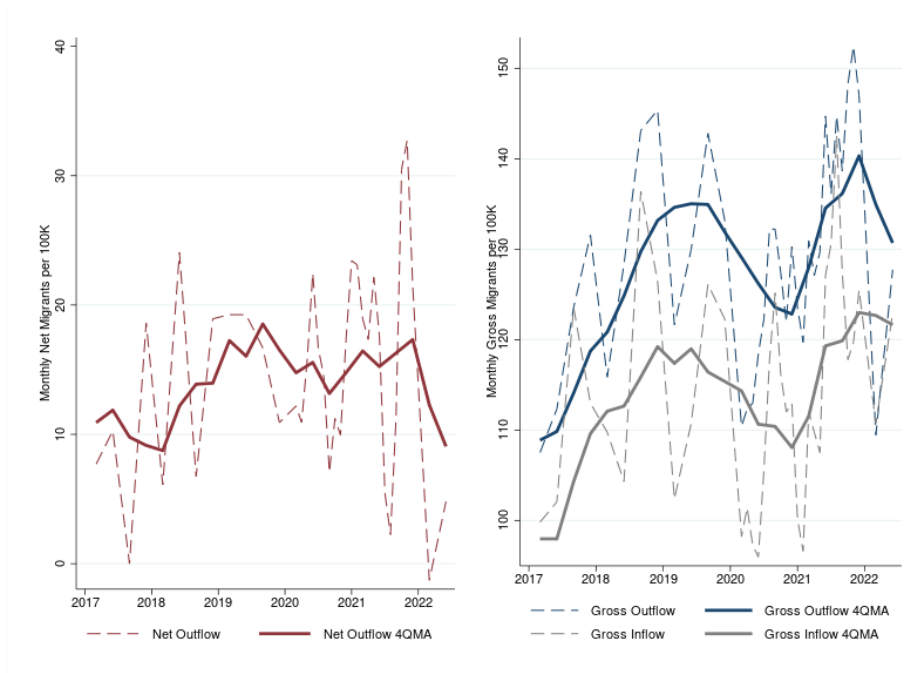 Monthly Net Migrants per 100K
40
30
20
10
0
2017 2018 2019 2020 2021 2022
Net Outflow Net Outflow 4QMA
Monthly Gross Migrants per 100K
150
140
130
120
110
100
2017 2018 2019 2020 2021 2022
Gross Outflow Gross Outflow 4QMA
Gross Inflow Gross Inflow 4QMA